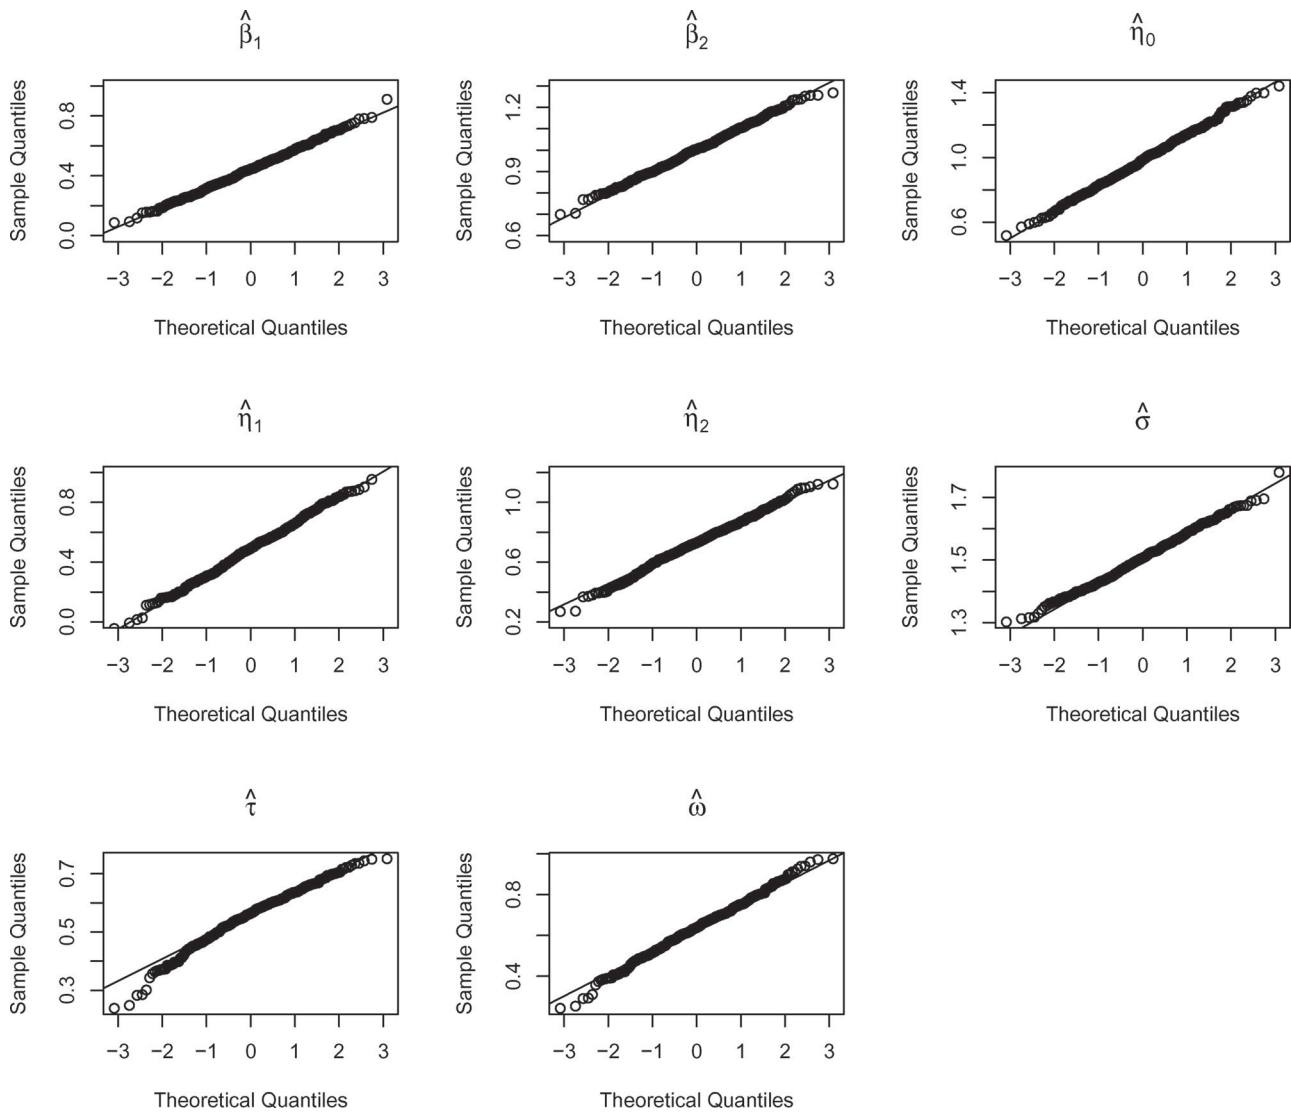 β̂₁
Sample Quantiles
0.0 0.4 0.8
−3 −2 −1 0 1 2 3
Theoretical Quantiles
β̂₂
Sample Quantiles
0.6 0.9 1.2
−3 −2 −1 0 1 2 3
Theoretical Quantiles
η̂₀
Sample Quantiles
0.6 1.0 1.4
−3 −2 −1 0 1 2 3
Theoretical Quantiles
η̂₁
Sample Quantiles
0.0 0.4 0.8
−3 −2 −1 0 1 2 3
Theoretical Quantiles
η̂₂
Sample Quantiles
0.2 0.6 1.0
−3 −2 −1 0 1 2 3
Theoretical Quantiles
σ̂
Sample Quantiles
1.3 1.5 1.7
−3 −2 −1 0 1 2 3
Theoretical Quantiles
τ̂
Sample Quantiles
0.3 0.5 0.7
−3 −2 −1 0 1 2 3
Theoretical Quantiles
ω̂
Sample Quantiles
0.4 0.8
−3 −2 −1 0 1 2 3
Theoretical Quantiles